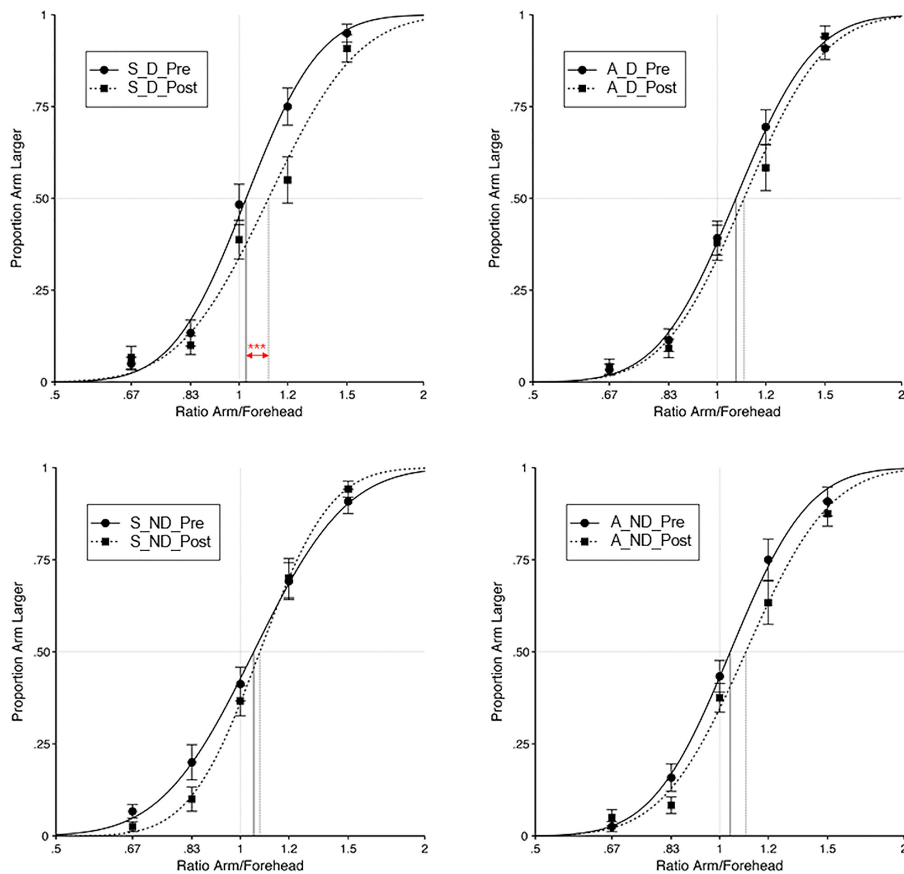 1
S_D_Pre
S_D_Post
.75
.50
.25
0
Proportion Arm Larger
***
.5 .67 .83 1 1.2 1.5 2
Ratio Arm/Forehead
1
A_D_Pre
A_D_Post
.75
.50
.25
0
Proportion Arm Larger
.5 .67 .83 1 1.2 1.5 2
Ratio Arm/Forehead
1
S_ND_Pre
S_ND_Post
.75
.50
.25
0
Proportion Arm Larger
.5 .67 .83 1 1.2 1.5 2
Ratio Arm/Forehead
1
A_ND_Pre
A_ND_Post
.75
.50
.25
0
Proportion Arm Larger
.5 .67 .83 1 1.2 1.5 2
Ratio Arm/Forehead